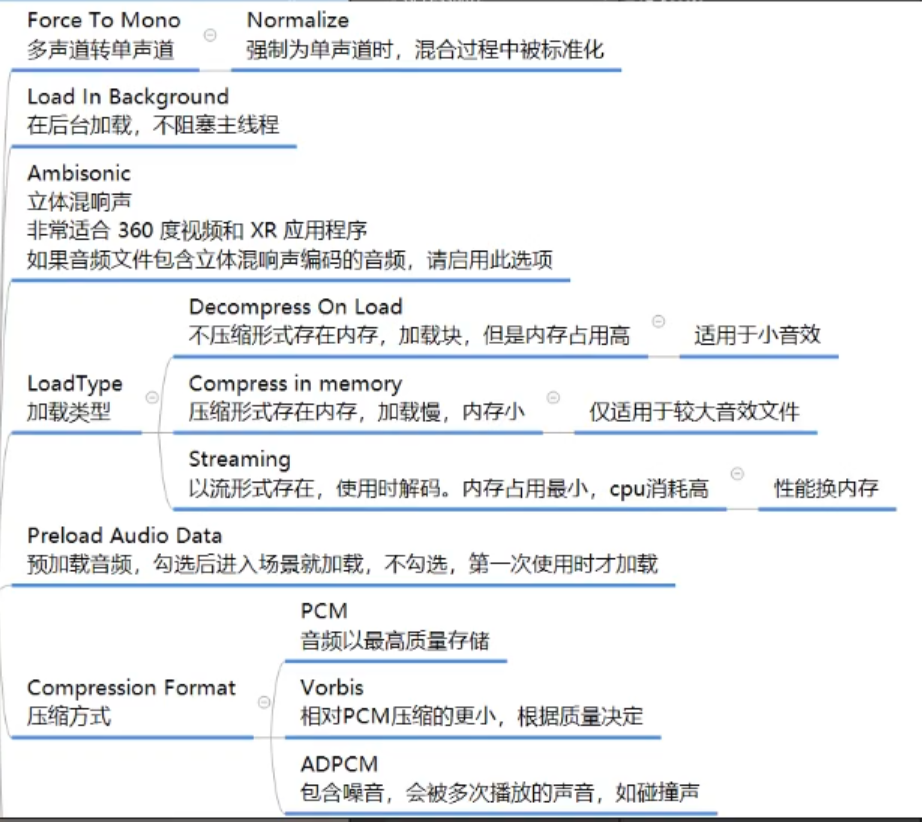 Force To Mono
多声道转单声道
Normalize
强制为单声道时，混合过程中被标准化
Load In Background
在后台加载，不阻塞主线程
Ambisonic
立体混响声
非常适合 360 度视频和 XR 应用程序
如果音频文件包含立体混响声编码的音频，请启用此选项
LoadType
加载类型
Decompress On Load
不压缩形式存在内存，加载块，但是内存占用高
适用于小音效
Compress in memory
压缩形式存在内存，加载慢，内存小
仅适用于较大音效文件
Streaming
以流形式存在，使用时解码。内存占用最小，cpu消耗高
性能换内存
Preload Audio Data
预加载音频，勾选后进入场景就加载，不勾选，第一次使用时才加载
Compression Format
压缩方式
PCM
音频以最高质量存储
Vorbis
相对PCM压缩的更小，根据质量决定
ADPCM
包含噪音，会被多次播放的声音，如碰撞声